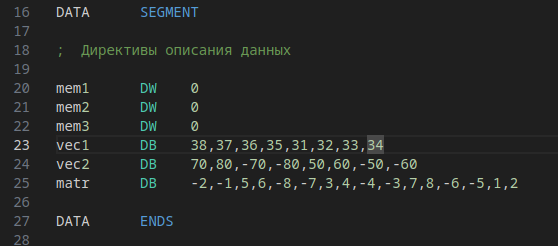 16 DATA SEGMENT
17
18 ; Директивы описания данных
19
20 mem1 DW 0
21 mem2 DW 0
22 mem3 DW 0
23 vec1 DB 38,37,36,35,31,32,33,34
24 vec2 DB 70,80,-70,-80,50,60,-50,-60
25 matr DB -2,-1,5,6,-8,-7,3,4,-4,-3,7,8,-6,-5,1,2
26
27 DATA ENDS
28